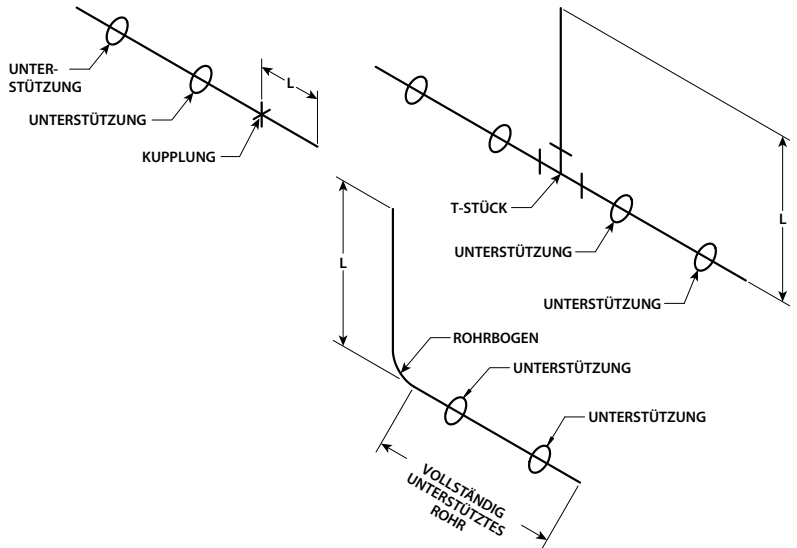 UNTER-
STÜTZUNG
UNTERSTÜTZUNG
L
KUPPLUNG
T-STÜCK
L
UNTERSTÜTZUNG
UNTERSTÜTZUNG
L
ROHRBOGEN
UNTERSTÜTZUNG
UNTERSTÜTZUNG
VOLLSTÄNDIG
UNTERSTÜTZTES
ROHR